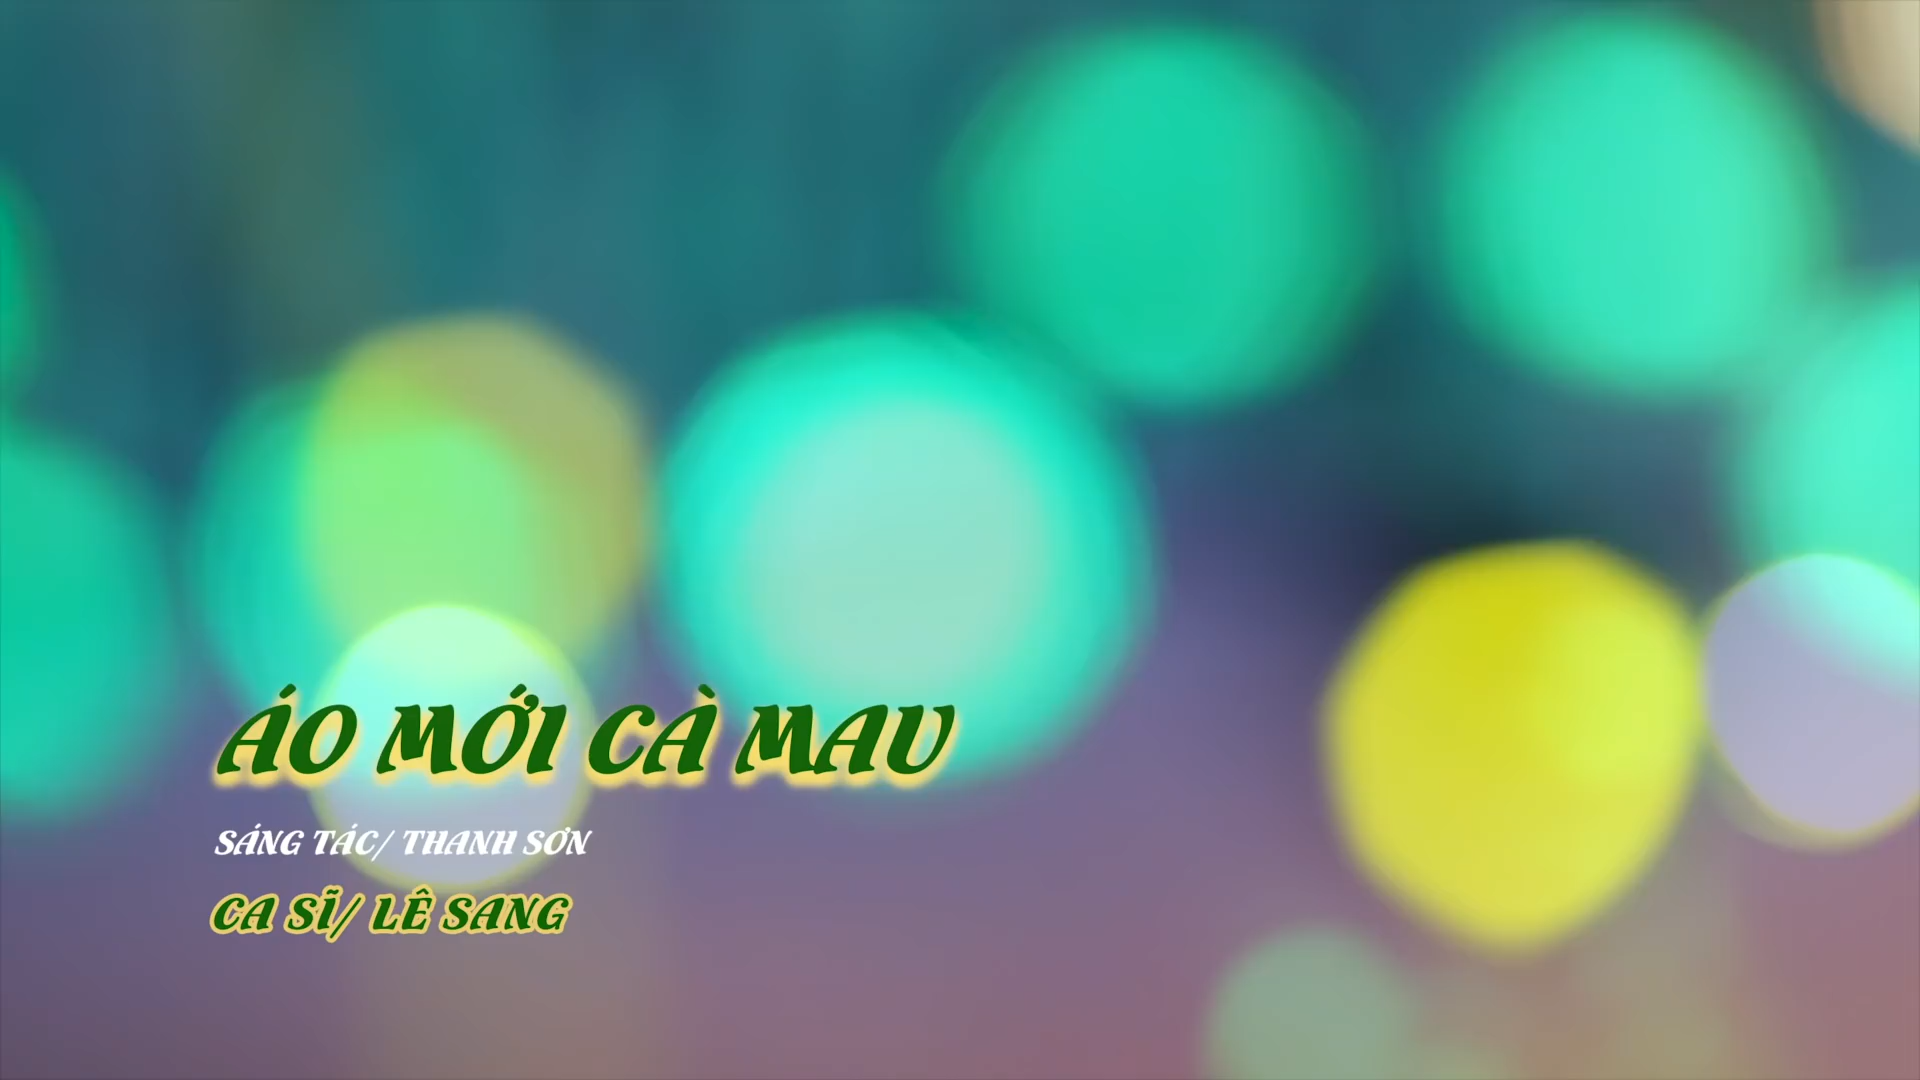 ÁO MỚI CÀ MAU
SÁNG TÁC/ THANH SƠN
CA SĨ/ LÊ SANG